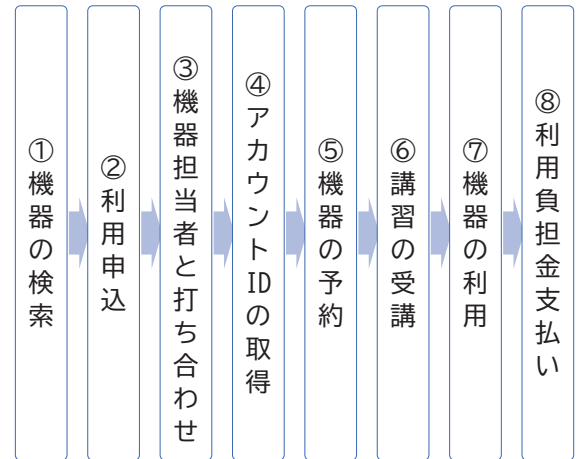 ①機器の検索
②利用申込
③機器担当者と打ち合わせ
④アカウントIDの取得
⑤機器の予約
⑥講習の受講
⑦機器の利用
⑧利用負担金支払い